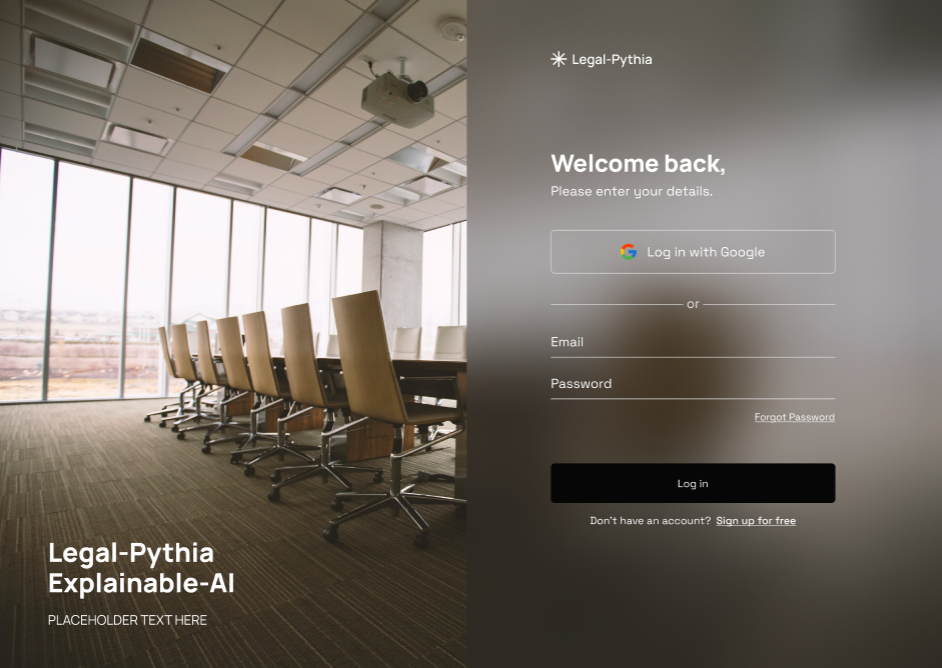 Legal-Pythia
Welcome back,
Please enter your details.
Log in with Google
or
Email
Password
Forgot Password
Log in
Don't have an account? Sign up for free
Legal-Pythia
Explainable-AI
PLACEHOLDER TEXT HERE